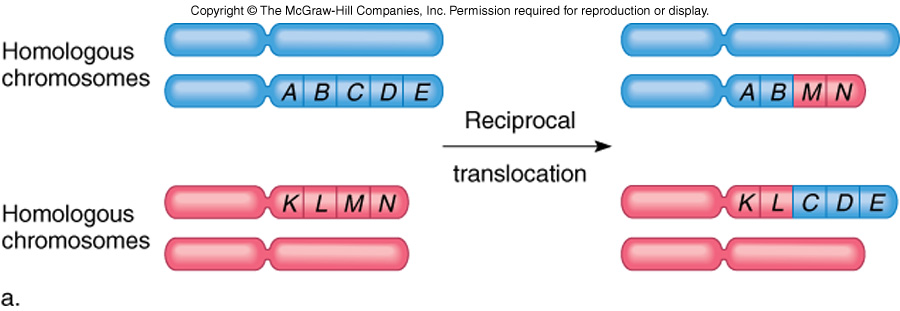 Copyright © The McGraw-Hill Companies, Inc. Permission required for reproduction or display.
Homologous
chromosomes
A B C D E
A B M N
Reciprocal
translocation
Homologous
chromosomes
K L M N
K L C D E
a.